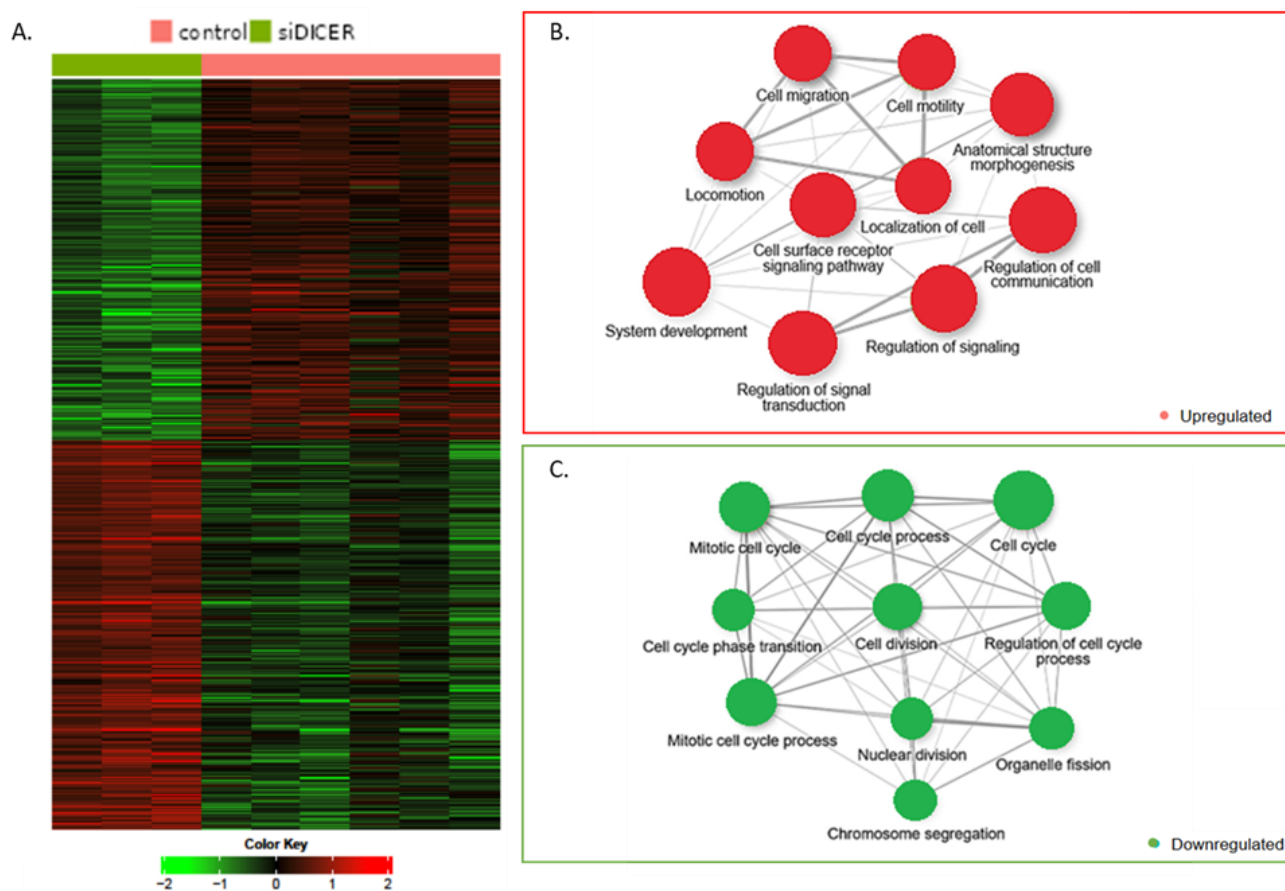 A.
control siDICER
Color Key
−2 −1 0 1 2
B.
Cell migration
Cell motility
Anatomical structure
morphogenesis
Locomotion
Localization of cell
Cell surface receptor
signaling pathway
Regulation of cell
communication
System development
Regulation of signaling
Regulation of signal
transduction
Upregulated
C.
Mitotic cell cycle
Cell cycle process
Cell cycle
Cell cycle phase transition
Cell division
Regulation of cell cycle
process
Mitotic cell cycle process
Nuclear division
Organelle fission
Chromosome segregation
Downregulated